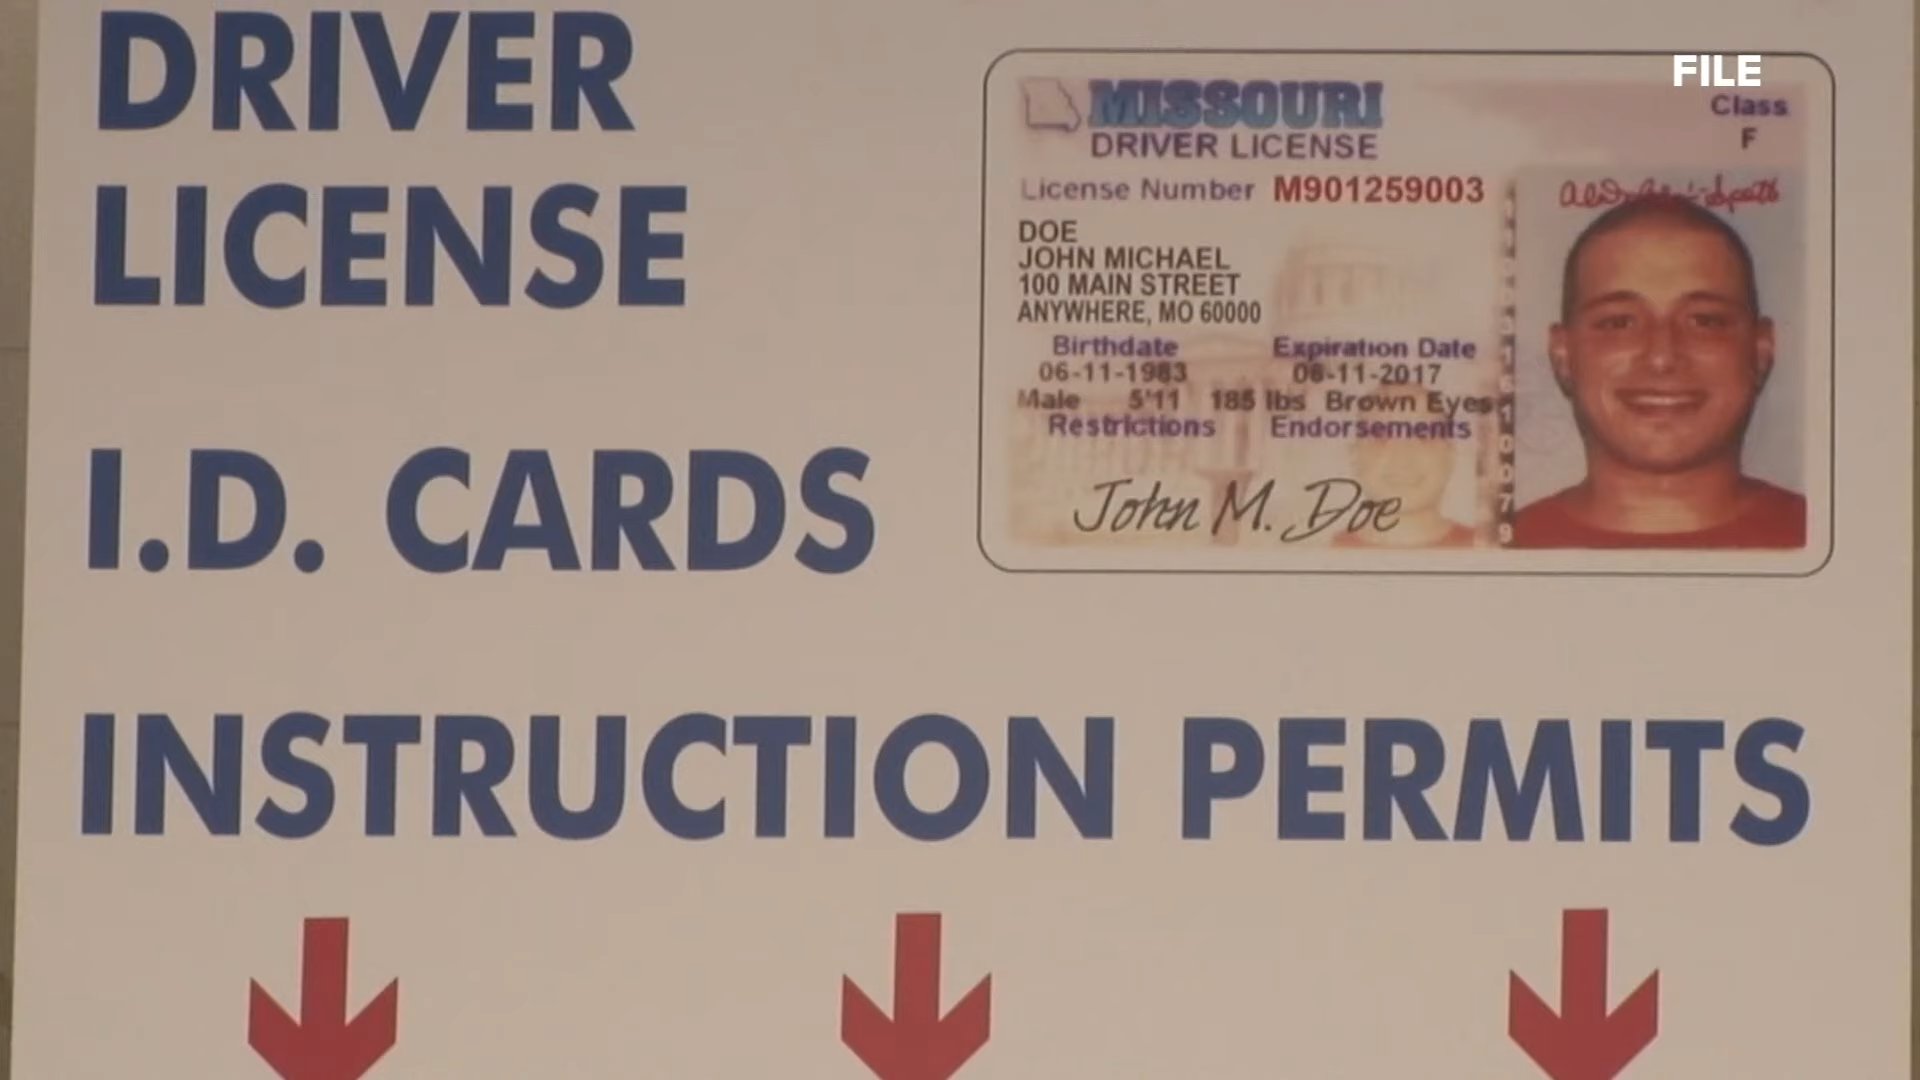 DRIVER
LICENSE
I.D. CARDS
INSTRUCTION PERMITS
FILE
MISSOURI
DRIVER LICENSE
Class
F
License Number M901259003
DOE
JOHN MICHAEL
100 MAIN STREET
ANYWHERE, MO 60000
Birthdate Expiration Date
06-11-1983 06-11-2017
Male 5'11 185 lbs Brown Eyes
Restrictions Endorsements
John M. Doe